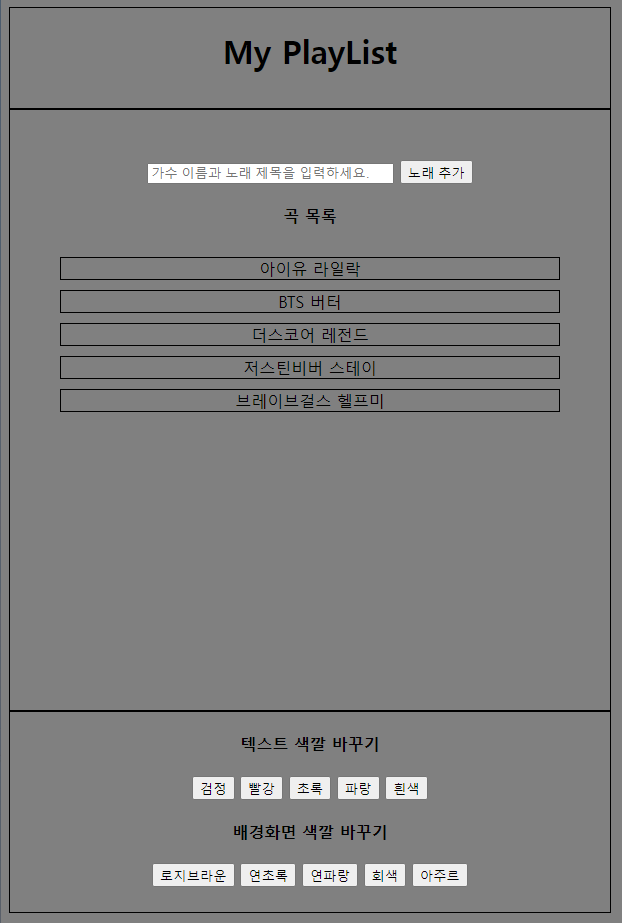 My PlayList
가수 이름과 노래 제목을 입력하세요. 노래 추가
곡 목록
아이유 라일락
BTS 버터
더스코어 레전드
저스틴비버 스테이
브레이브걸스 헬프미
텍스트 색깔 바꾸기
검정 빨강 초록 파랑 흰색
배경화면 색깔 바꾸기
로지브라운 연초록 연파랑 회색 아주르